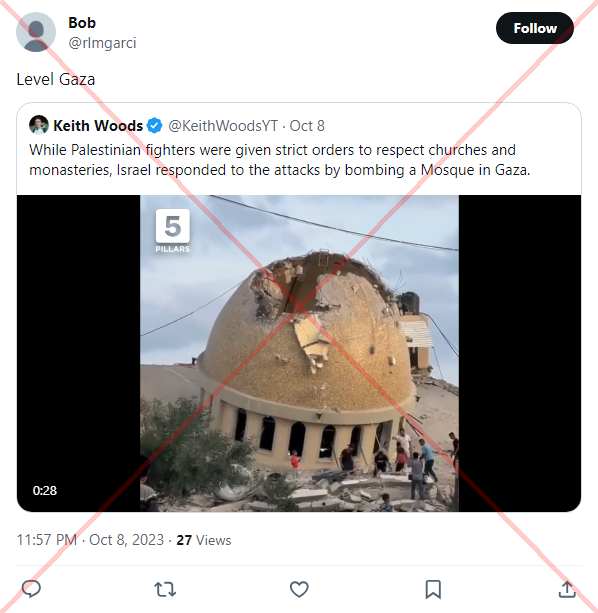 Bob
@rlmgarci
Follow
Level Gaza
Keith Woods @KeithWoodsYT · Oct 8
While Palestinian fighters were given strict orders to respect churches and
monasteries, Israel responded to the attacks by bombing a Mosque in Gaza.
5
PILLARS
0:28
11:57 PM · Oct 8, 2023 · 27 Views